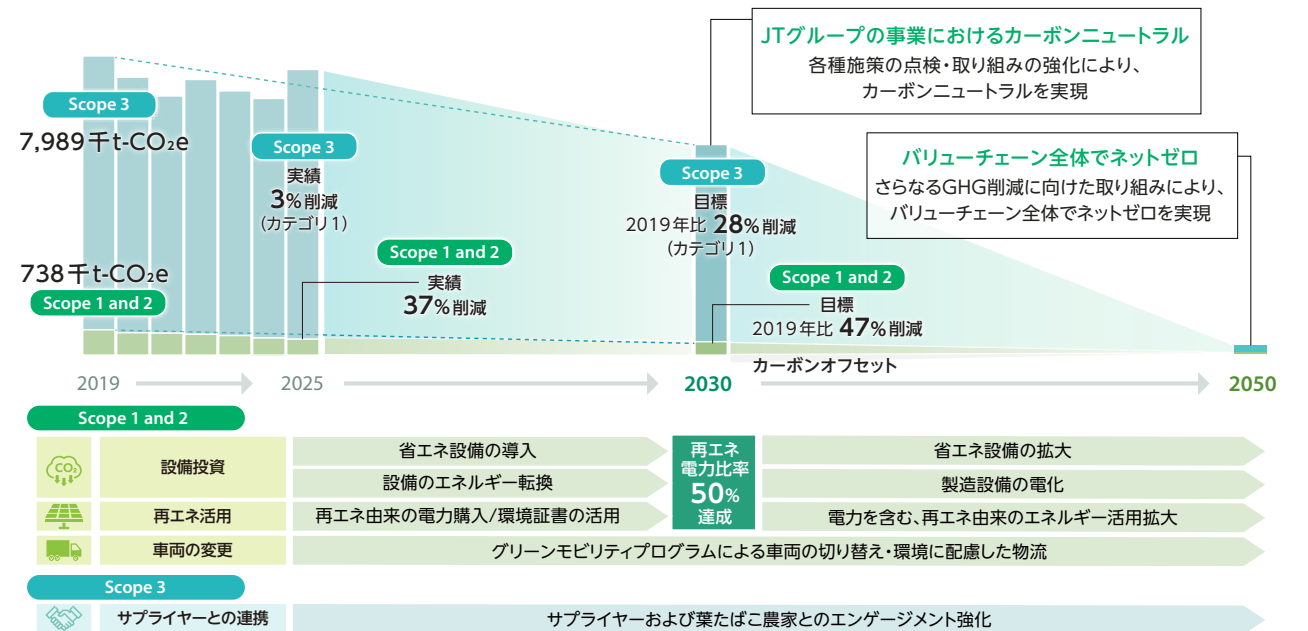 JTグループの事業におけるカーボンニュートラル
各種施策の点検・取り組みの強化により、
カーボンニュートラルを実現
バリューチェーン全体でネットゼロ
さらなるGHG削減に向けた取り組みにより、
バリューチェーン全体でネットゼロを実現
Scope 3
7,989千t-CO₂e
738千t-CO₂e
Scope 1 and 2
Scope 3
実績
3%削減
(カテゴリ1)
Scope 1 and 2
実績
37%削減
Scope 3
目標
2019年比 28%削減
(カテゴリ1)
Scope 1 and 2
目標
2019年比 47%削減
カーボンオフセット
2019
2025
2030
2050
Scope 1 and 2
CO₂
設備投資
省エネ設備の導入
設備のエネルギー転換
再エネ
電力比率
50%
達成
省エネ設備の拡大
製造設備の電化
再エネ活用
再エネ由来の電力購入/環境証書の活用
電力を含む、再エネ由来のエネルギー活用拡大
車両の変更
グリーンモビリティプログラムによる車両の切り替え・環境に配慮した物流
Scope 3
サプライヤーとの連携
サプライヤーおよび葉たばこ農家とのエンゲージメント強化